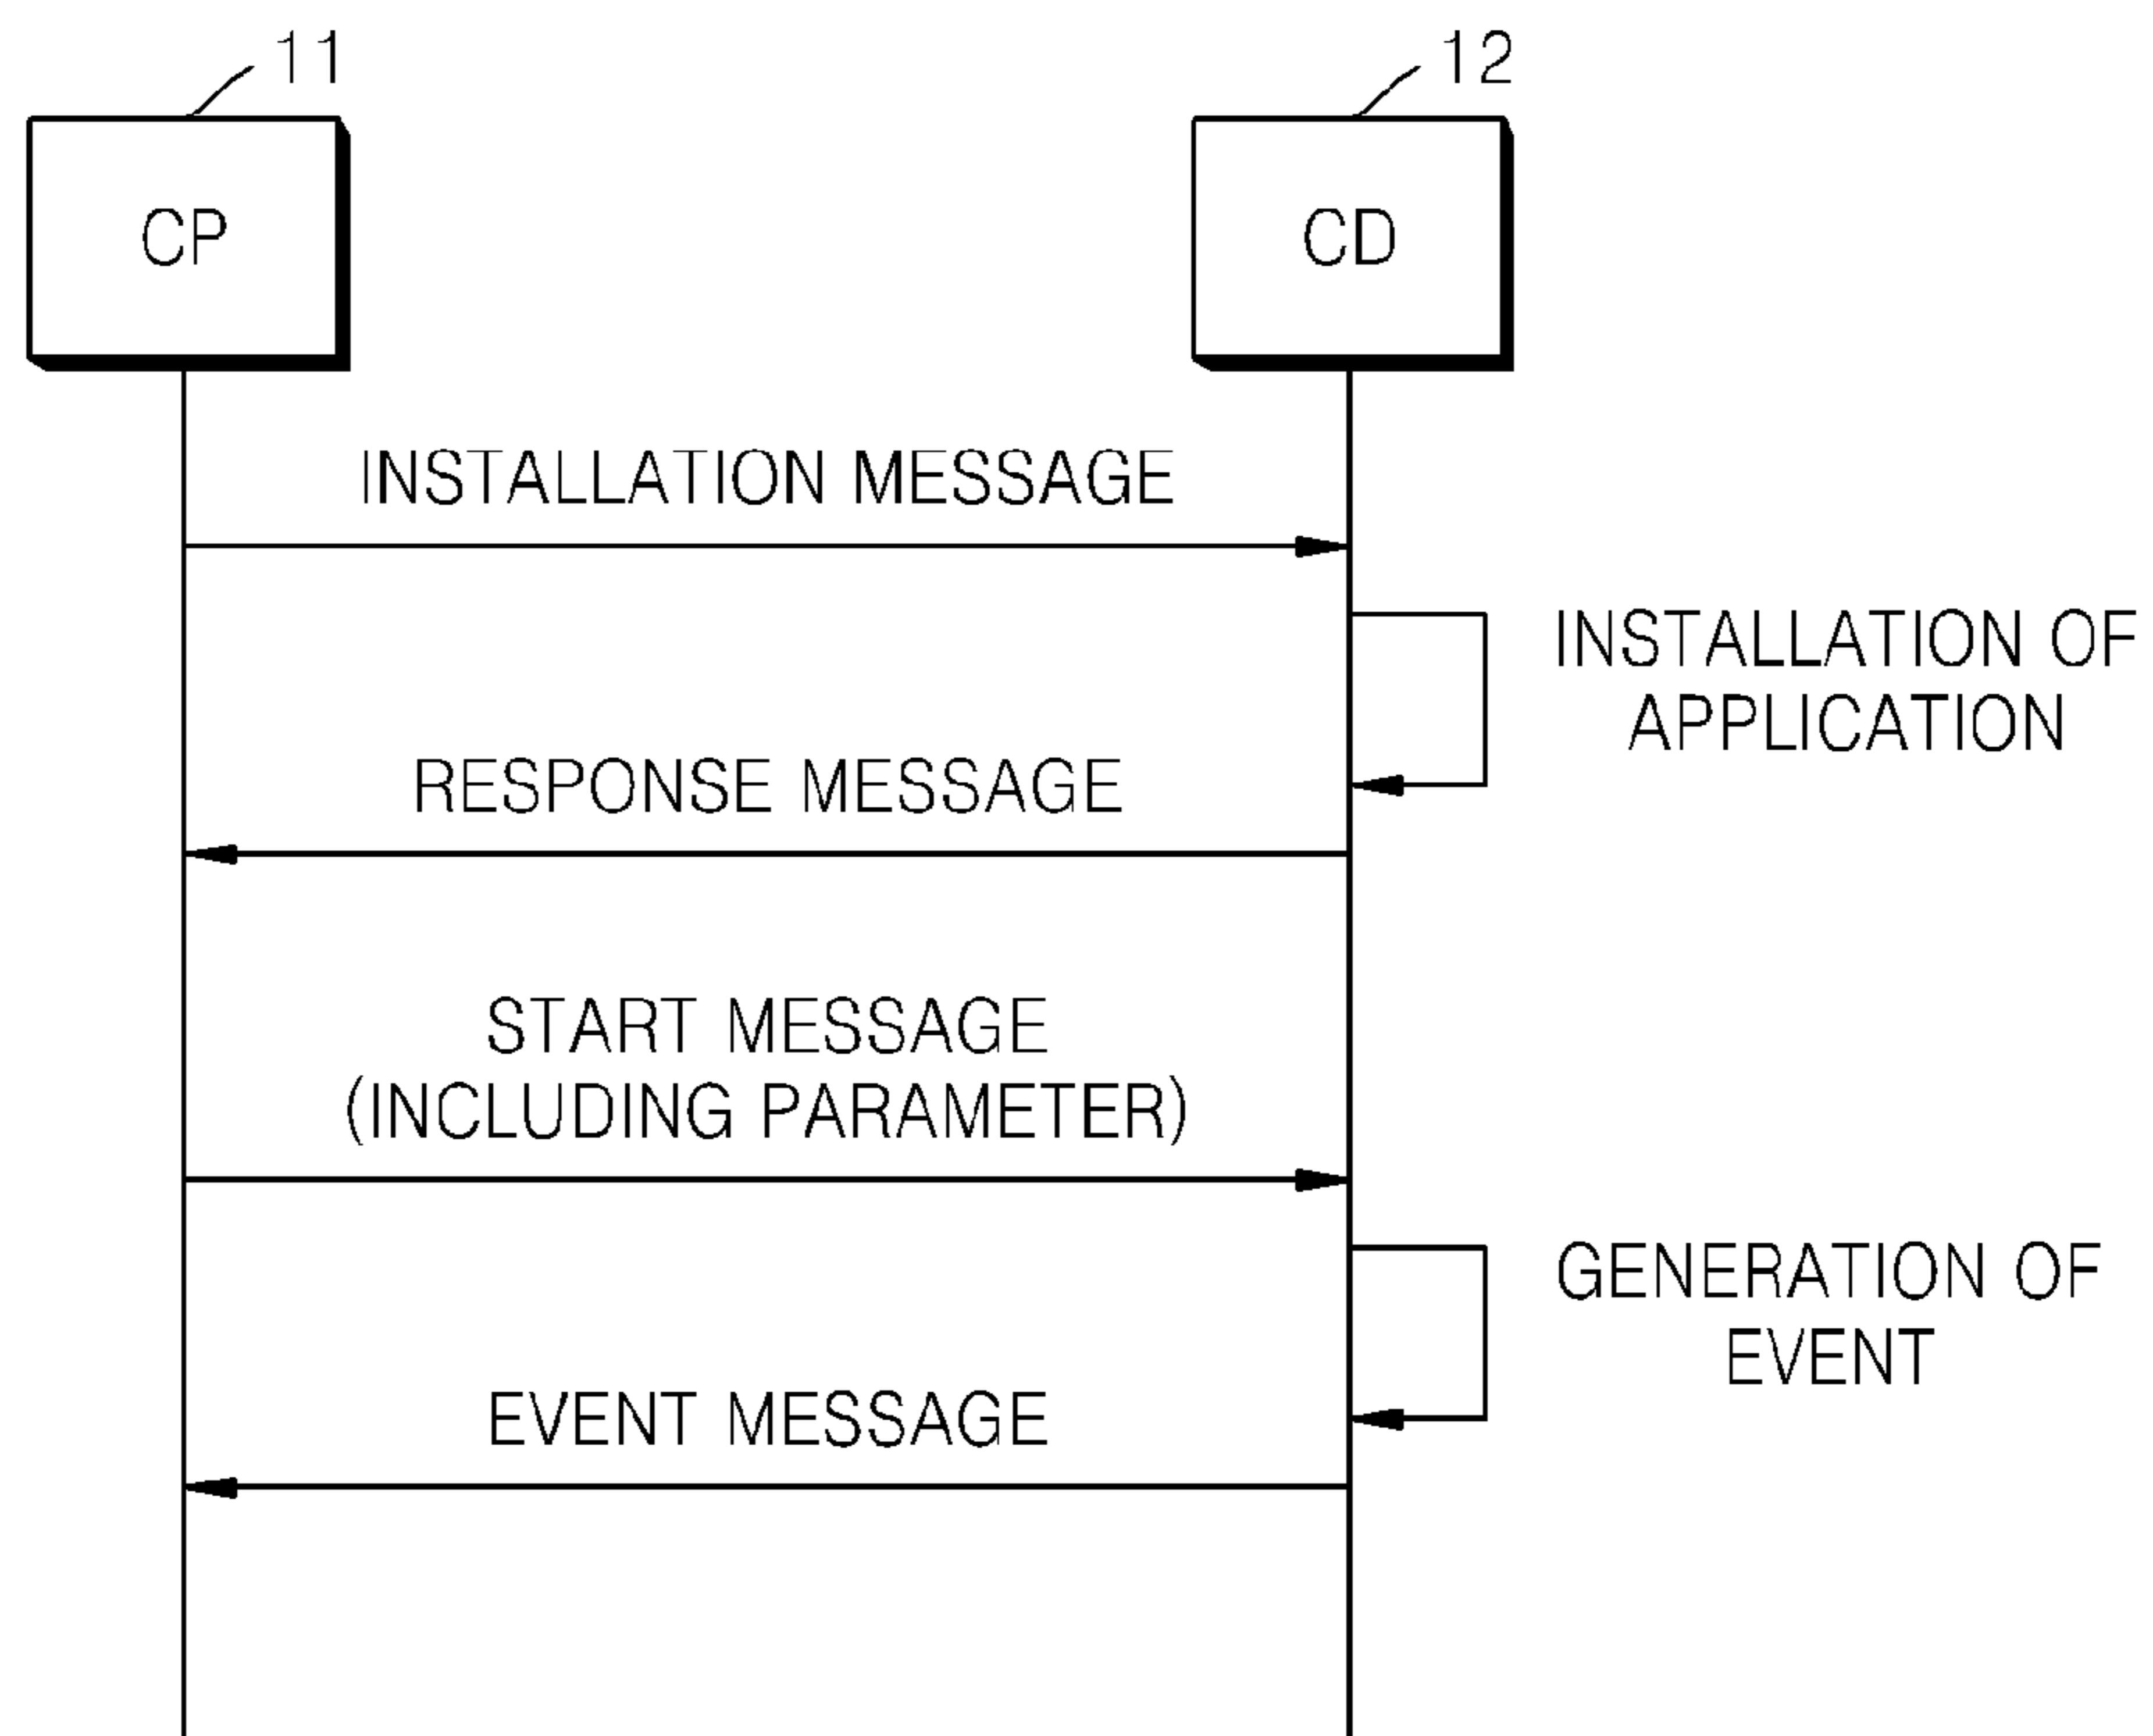 11
12
CP
CD
INSTALLATION MESSAGE
INSTALLATION OF
APPLICATION
RESPONSE MESSAGE
START MESSAGE
(INCLUDING PARAMETER)
GENERATION OF
EVENT
EVENT MESSAGE